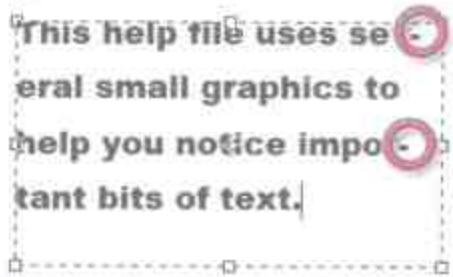 This help file uses se-
eral small graphics to
help you notice impo-
tant bits of text.